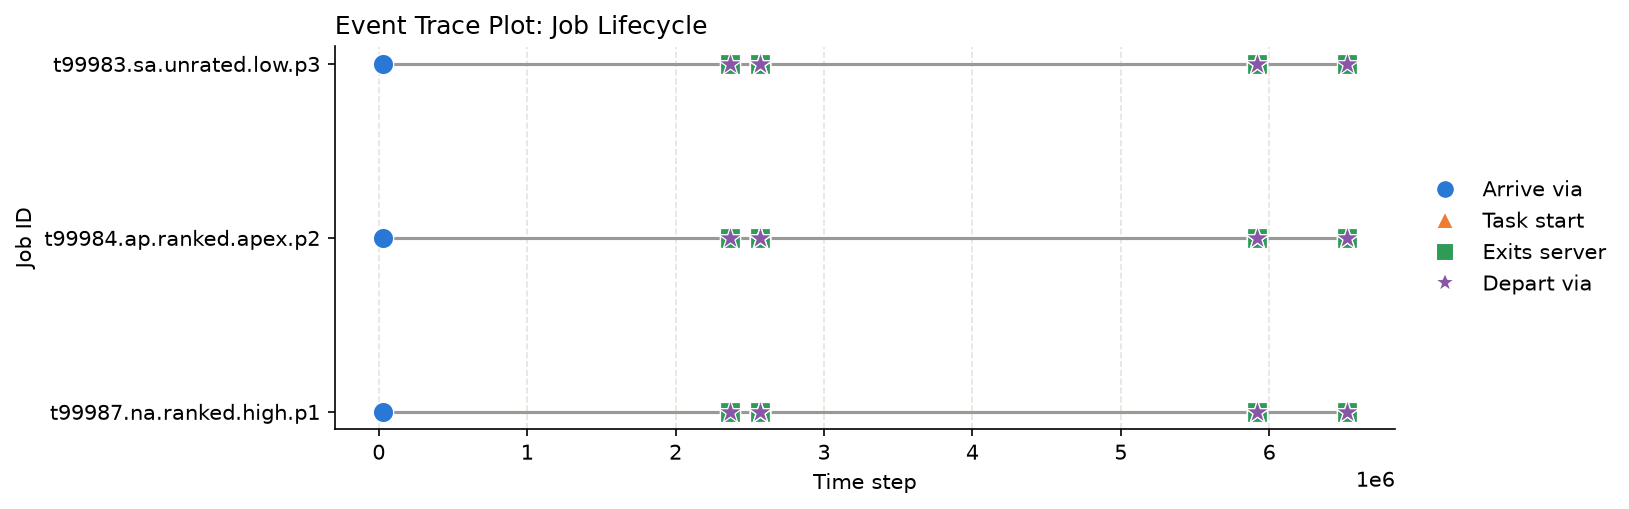 Event Trace Plot: Job Lifecycle
Job ID
t99983.sa.unrated.low.p3
t99984.ap.ranked.apex.p2
t99987.na.ranked.high.p1
0 1 2 3 4 5 6
1e6
Time step
Arrive via
Task start
Exits server
Depart via